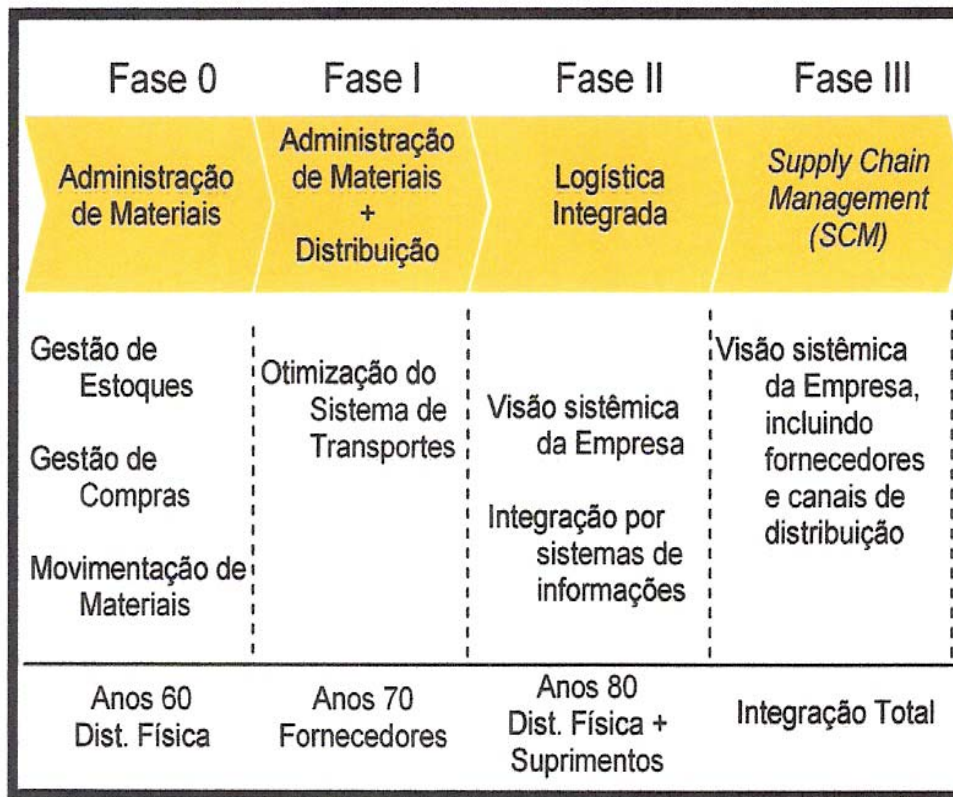 Fase 0
Fase I
Fase II
Fase III
Administração
de Materiais
Administração
de Materiais
+
Distribuição
Logística
Integrada
Supply Chain
Management
(SCM)
Gestão de
Estoques
Gestão de
Compras
Movimentação de
Materiais
Otimização do
Sistema de
Transportes
Visão sistêmica
da Empresa
Integração por
sistemas de
informações
Visão sistêmica
da Empresa,
incluindo
fornecedores
e canais de
distribuição
Anos 60
Dist. Física
Anos 70
Fornecedores
Anos 80
Dist. Física +
Suprimentos
Integração Total